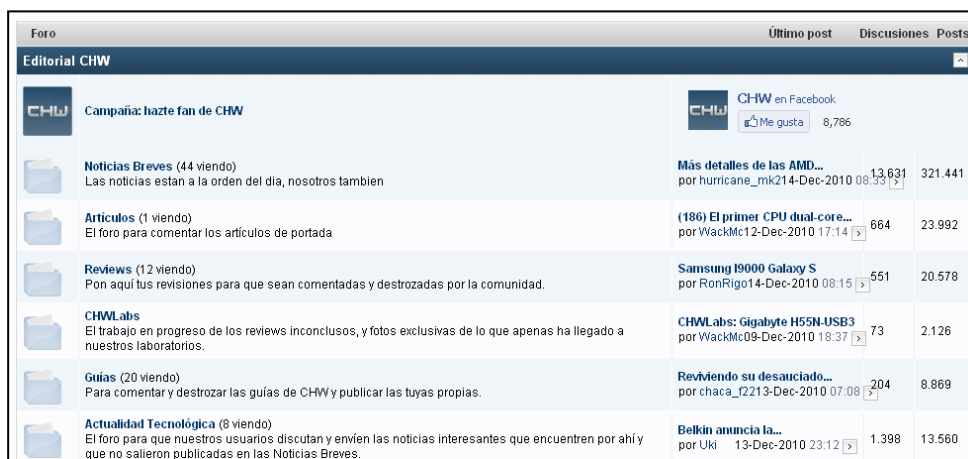 Foro Último post Discusiones Posts
Editorial CHW
CHW Campaña: hazte fan de CHW CHW CHW en Facebook
Me gusta 8,786
Noticias Breves (44 viendo) Más detalles de las AMD...
Las noticias estan a la orden del dia, nosotros tambien por hurricane_mk214-Dec-2010 08:33 13.631 321.441
Artículos (1 viendo) (186) El primer CPU dual-core...
El foro para comentar los artículos de portada por WackMc12-Dec-2010 17:14 664 23.992
Reviews (12 viendo) Samsung I9000 Galaxy S
Pon aquí tus revisiones para que sean comentadas y destrozadas por la comunidad. por RonRigo14-Dec-2010 08:15 551 20.578
CHWLabs CHWLabs: Gigabyte H55N-USB3
El trabajo en progreso de los reviews inconclusos, y fotos exclusivas de lo que apenas ha llegado a por WackMc09-Dec-2010 18:37 73 2.126
nuestros laboratorios.
Guías (20 viendo) Reviviendo su desauciado...
Para comentar y destrozar las guías de CHW y publicar las tuyas propias. por chaca_f2213-Dec-2010 07:08 204 8.869
Actualidad Tecnológica (8 viendo) Belkin anuncia la...
El foro para que nuestros usuarios discutan y envíen las noticias interesantes que encuentren por ahí y por Uki 13-Dec-2010 23:12 1.398 13.560
que no salieron publicadas en las Noticias Breves.